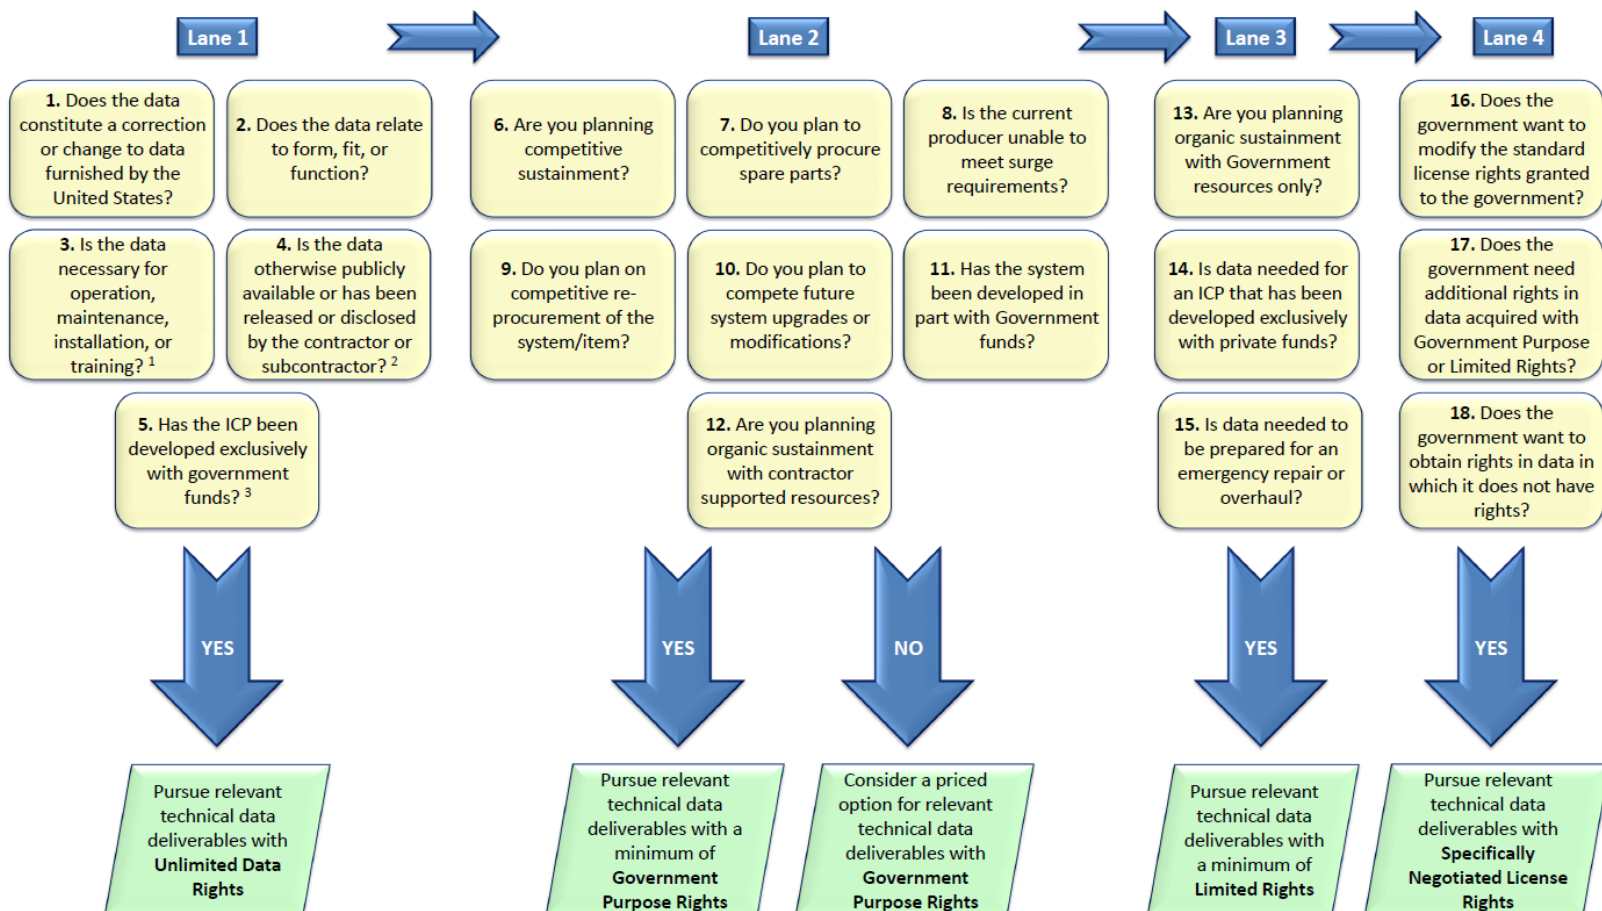 Lane 1
Lane 2
Lane 3
Lane 4
1. Does the data
constitute a correction
or change to data
furnished by the
United States?
2. Does the data relate
to form, fit, or
function?
3. Is the data
necessary for
operation,
maintenance,
installation, or
training? 1
4. Is the data
otherwise publicly
available or has been
released or disclosed
by the contractor or
subcontractor? 2
5. Has the ICP been
developed exclusively
with government
funds? 3
6. Are you planning
competitive
sustainment?
7. Do you plan to
competitively procure
spare parts?
8. Is the current
producer unable to
meet surge
requirements?
9. Do you plan on
competitive re-
procurement of the
system/item?
10. Do you plan to
compete future
system upgrades or
modifications?
11. Has the system
been developed in
part with Government
funds?
12. Are you planning
organic sustainment
with contractor
supported resources?
13. Are you planning
organic sustainment
with Government
resources only?
14. Is data needed for
an ICP that has been
developed exclusively
with private funds?
15. Is data needed to
be prepared for an
emergency repair or
overhaul?
16. Does the
government want to
modify the standard
license rights granted
to the government?
17. Does the
government need
additional rights in
data acquired with
Government Purpose
or Limited Rights?
18. Does the
government want to
obtain rights in data in
which it does not have
rights?
YES
YES
NO
YES
YES
Pursue relevant
technical data
deliverables with
Unlimited Data
Rights
Pursue relevant
technical data
deliverables with a
minimum of
Government
Purpose Rights
Consider a priced
option for relevant
technical data
deliverables with
Government
Purpose Rights
Pursue relevant
technical data
deliverables with
a minimum of
Limited Rights
Pursue relevant
technical data
deliverables with
Specifically
Negotiated License
Rights